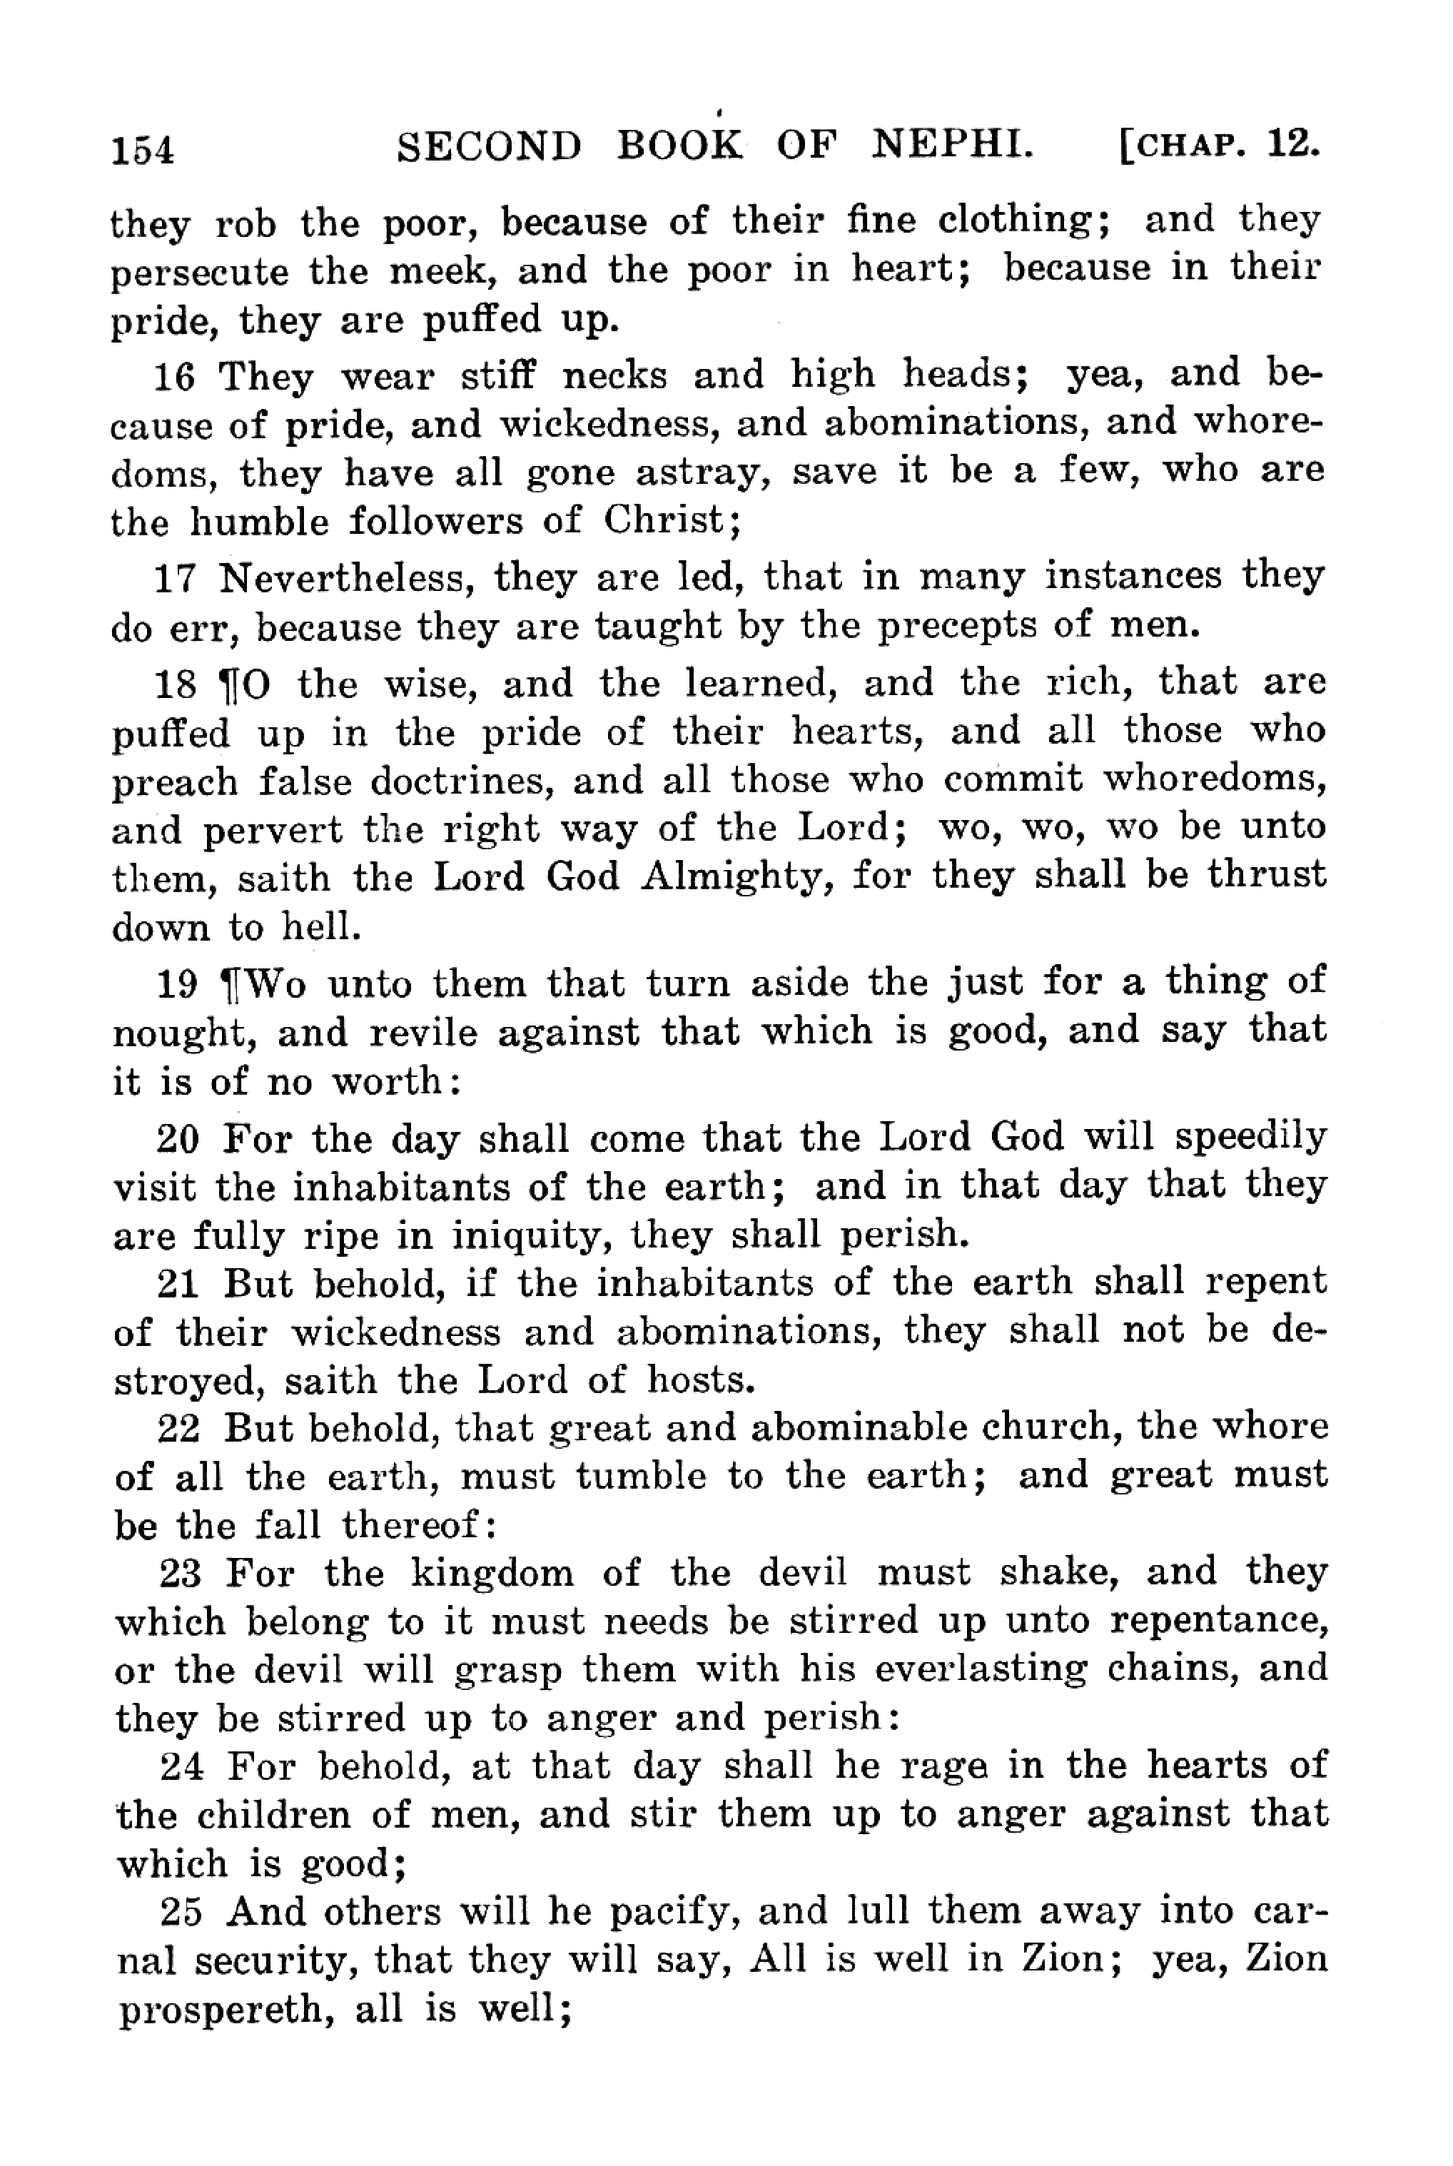 154 SECOND BOOK OF NEPHI. [CHAP. 12.
they rob the poor, because of their fine clothing; and they
persecute the meek, and the poor in heart; because in their
pride, they are puffed up.
16 They wear stiff necks and high heads; yea, and be-
cause of pride, and wickedness, and abominations, and whore-
doms, they have all gone astray, save it be a few, who are
the humble followers of Christ;
17 Nevertheless, they are led, that in many instances they
do err, because they are taught by the precepts of men.
18 ¶O the wise, and the learned, and the rich, that are
puffed up in the pride of their hearts, and all those who
preach false doctrines, and all those who commit whoredoms,
and pervert the right way of the Lord; wo, wo, wo be unto
them, saith the Lord God Almighty, for they shall be thrust
down to hell.
19 ¶Wo unto them that turn aside the just for a thing of
nought, and revile against that which is good, and say that
it is of no worth:
20 For the day shall come that the Lord God will speedily
visit the inhabitants of the earth; and in that day that they
are fully ripe in iniquity, they shall perish.
21 But behold, if the inhabitants of the earth shall repent
of their wickedness and abominations, they shall not be de-
stroyed, saith the Lord of hosts.
22 But behold, that great and abominable church, the whore
of all the earth, must tumble to the earth; and great must
be the fall thereof:
23 For the kingdom of the devil must shake, and they
which belong to it must needs be stirred up unto repentance,
or the devil will grasp them with his everlasting chains, and
they be stirred up to anger and perish:
24 For behold, at that day shall he rage in the hearts of
the children of men, and stir them up to anger against that
which is good;
25 And others will he pacify, and lull them away into car-
nal security, that they will say, All is well in Zion; yea, Zion
prospereth, all is well;